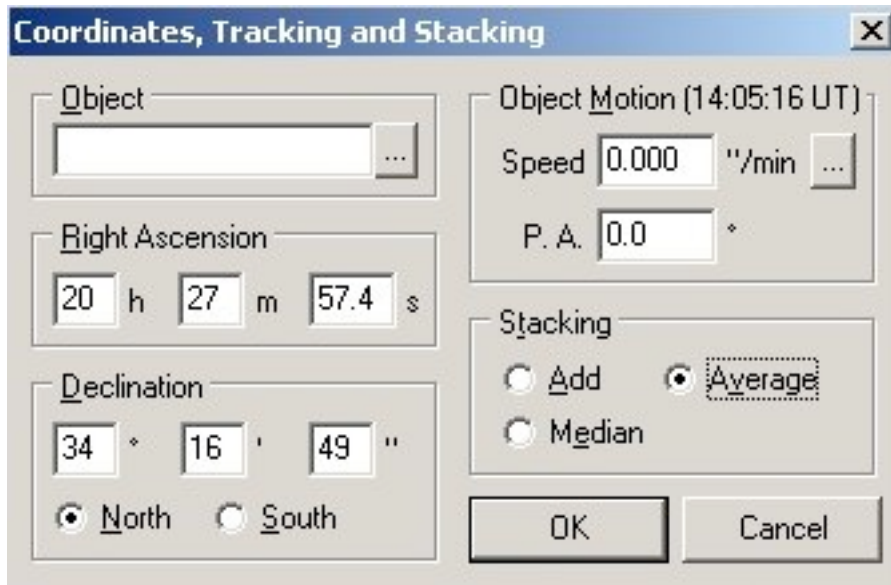 Coordinates, Tracking and Stacking
Object
...
Right Ascension
20 h 27 m 57.4 s
Declination
34 ° 16 ' 49 "
North South
Object Motion (14:05:16 UT)
Speed 0.000 "/min ...
P. A. 0.0 °
Stacking
Add Average
Median
OK Cancel